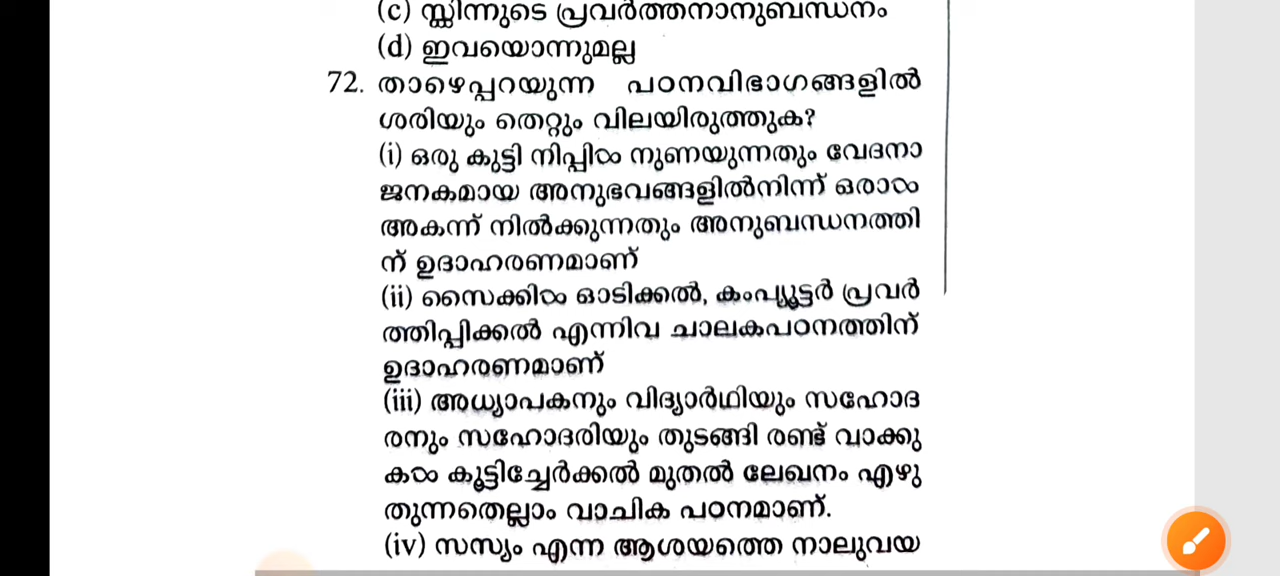 (c) സ്കിന്നുടെ പ്രവർത്തനാനുബന്ധനം
(d) ഇവയൊന്നുമല്ല
72. താഴെപ്പറയുന്ന പഠനവിഭാഗങ്ങളിൽ
ശരിയും തെറ്റും വിലയിരുത്തുക?
(i) ഒരു കുട്ടി നിപ്പിൾ നുണയുന്നതും വേദനാ
ജനകമായ അനുഭവങ്ങളിൽനിന്ന് ഒരാൾ
അകന്ന് നിൽക്കുന്നതും അനുബന്ധനത്തി
ന് ഉദാഹരണമാണ്
(ii) സൈക്കിൾ ഓടിക്കൽ, കംപ്യൂട്ടർ പ്രവർ
ത്തിപ്പിക്കൽ എന്നിവ ചാലകപഠനത്തിന്
ഉദാഹരണമാണ്
(iii) അധ്യാപകനും വിദ്യാർഥിയും സഹോദ
രനും സഹോദരിയും തുടങ്ങി രണ്ട് വാക്കു
കൾ കൂട്ടിച്ചേർക്കൽ മുതൽ ലേഖനം എഴു
തുന്നതെല്ലാം വാചിക പഠനമാണ്.
(iv) സസ്യം എന്ന ആശയത്തെ നാലുവയ